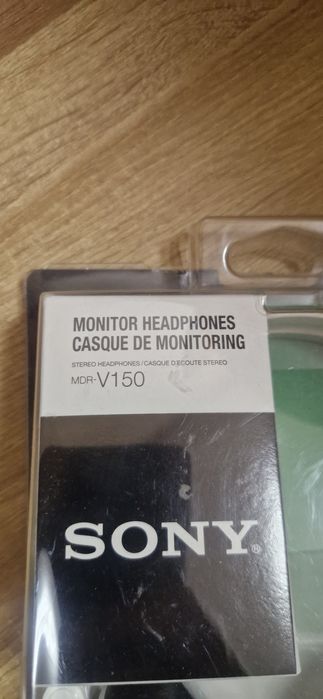 MONITOR HEADPHONES
CASQUE DE MONITORING
STEREO HEADPHONES/CASQUE D'ECOUTE STEREO
MDR-V150
SONY®